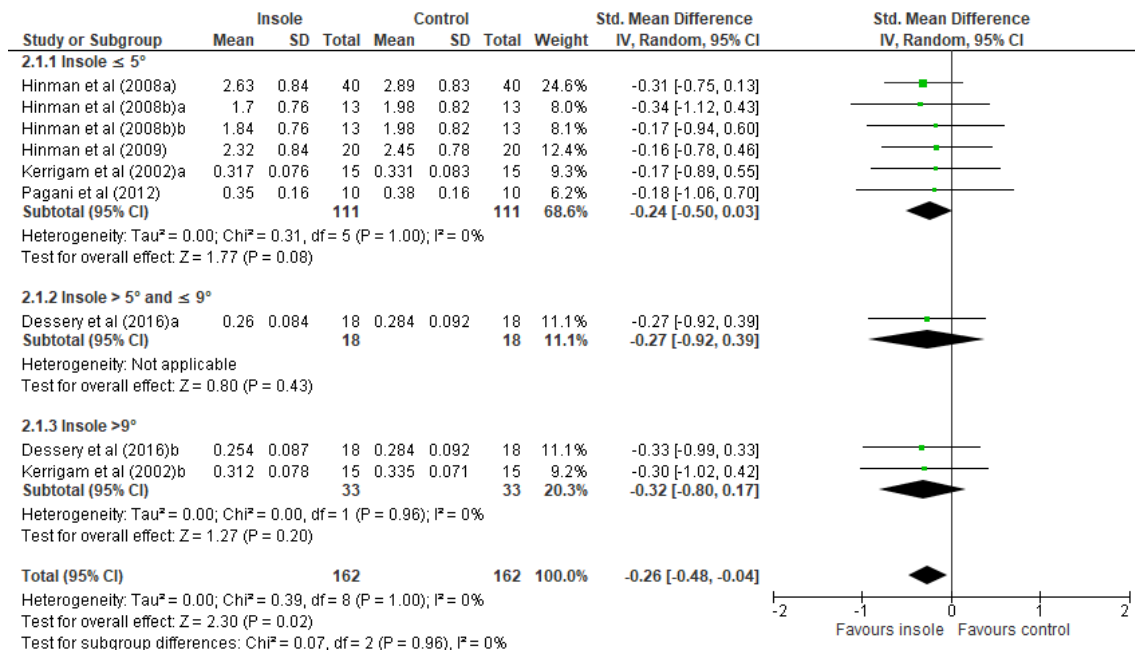 Insole Control Std. Mean Difference Std. Mean Difference
Study or Subgroup Mean SD Total Mean SD Total Weight IV, Random, 95% CI IV, Random, 95% CI
2.1.1 Insole ≤ 5°
Hinman et al (2008a) 2.63 0.84 40 2.89 0.83 40 24.6% -0.31 [-0.75, 0.13]
Hinman et al (2008b)a 1.7 0.76 13 1.98 0.82 13 8.0% -0.34 [-1.12, 0.43]
Hinman et al (2008b)b 1.84 0.76 13 1.98 0.82 13 8.1% -0.17 [-0.94, 0.60]
Hinman et al (2009) 2.32 0.84 20 2.45 0.78 20 12.4% -0.16 [-0.78, 0.46]
Kerrigam et al (2002)a 0.317 0.076 15 0.331 0.083 15 9.3% -0.17 [-0.89, 0.55]
Pagani et al (2012) 0.35 0.16 10 0.38 0.16 10 6.2% -0.18 [-1.06, 0.70]
Subtotal (95% CI) 111 111 68.6% -0.24 [-0.50, 0.03]
Heterogeneity: Tau² = 0.00; Chi² = 0.31, df = 5 (P = 1.00); I² = 0%
Test for overall effect: Z = 1.77 (P = 0.08)
2.1.2 Insole > 5° and ≤ 9°
Dessery et al (2016)a 0.26 0.084 18 0.284 0.092 18 11.1% -0.27 [-0.92, 0.39]
Subtotal (95% CI) 18 18 11.1% -0.27 [-0.92, 0.39]
Heterogeneity: Not applicable
Test for overall effect: Z = 0.80 (P = 0.43)
2.1.3 Insole >9°
Dessery et al (2016)b 0.254 0.087 18 0.284 0.092 18 11.1% -0.33 [-0.99, 0.33]
Kerrigam et al (2002)b 0.312 0.078 15 0.335 0.071 15 9.2% -0.30 [-1.02, 0.42]
Subtotal (95% CI) 33 33 20.3% -0.32 [-0.80, 0.17]
Heterogeneity: Tau² = 0.00; Chi² = 0.00, df = 1 (P = 0.96); I² = 0%
Test for overall effect: Z = 1.27 (P = 0.20)
Total (95% CI) 162 162 100.0% -0.26 [-0.48, -0.04]
Heterogeneity: Tau² = 0.00; Chi² = 0.39, df = 8 (P = 1.00); I² = 0%
Test for overall effect: Z = 2.30 (P = 0.02)
Test for subgroup differences: Chi² = 0.07, df = 2 (P = 0.96), I² = 0%
-2 -1 0 1 2
Favours insole Favours control